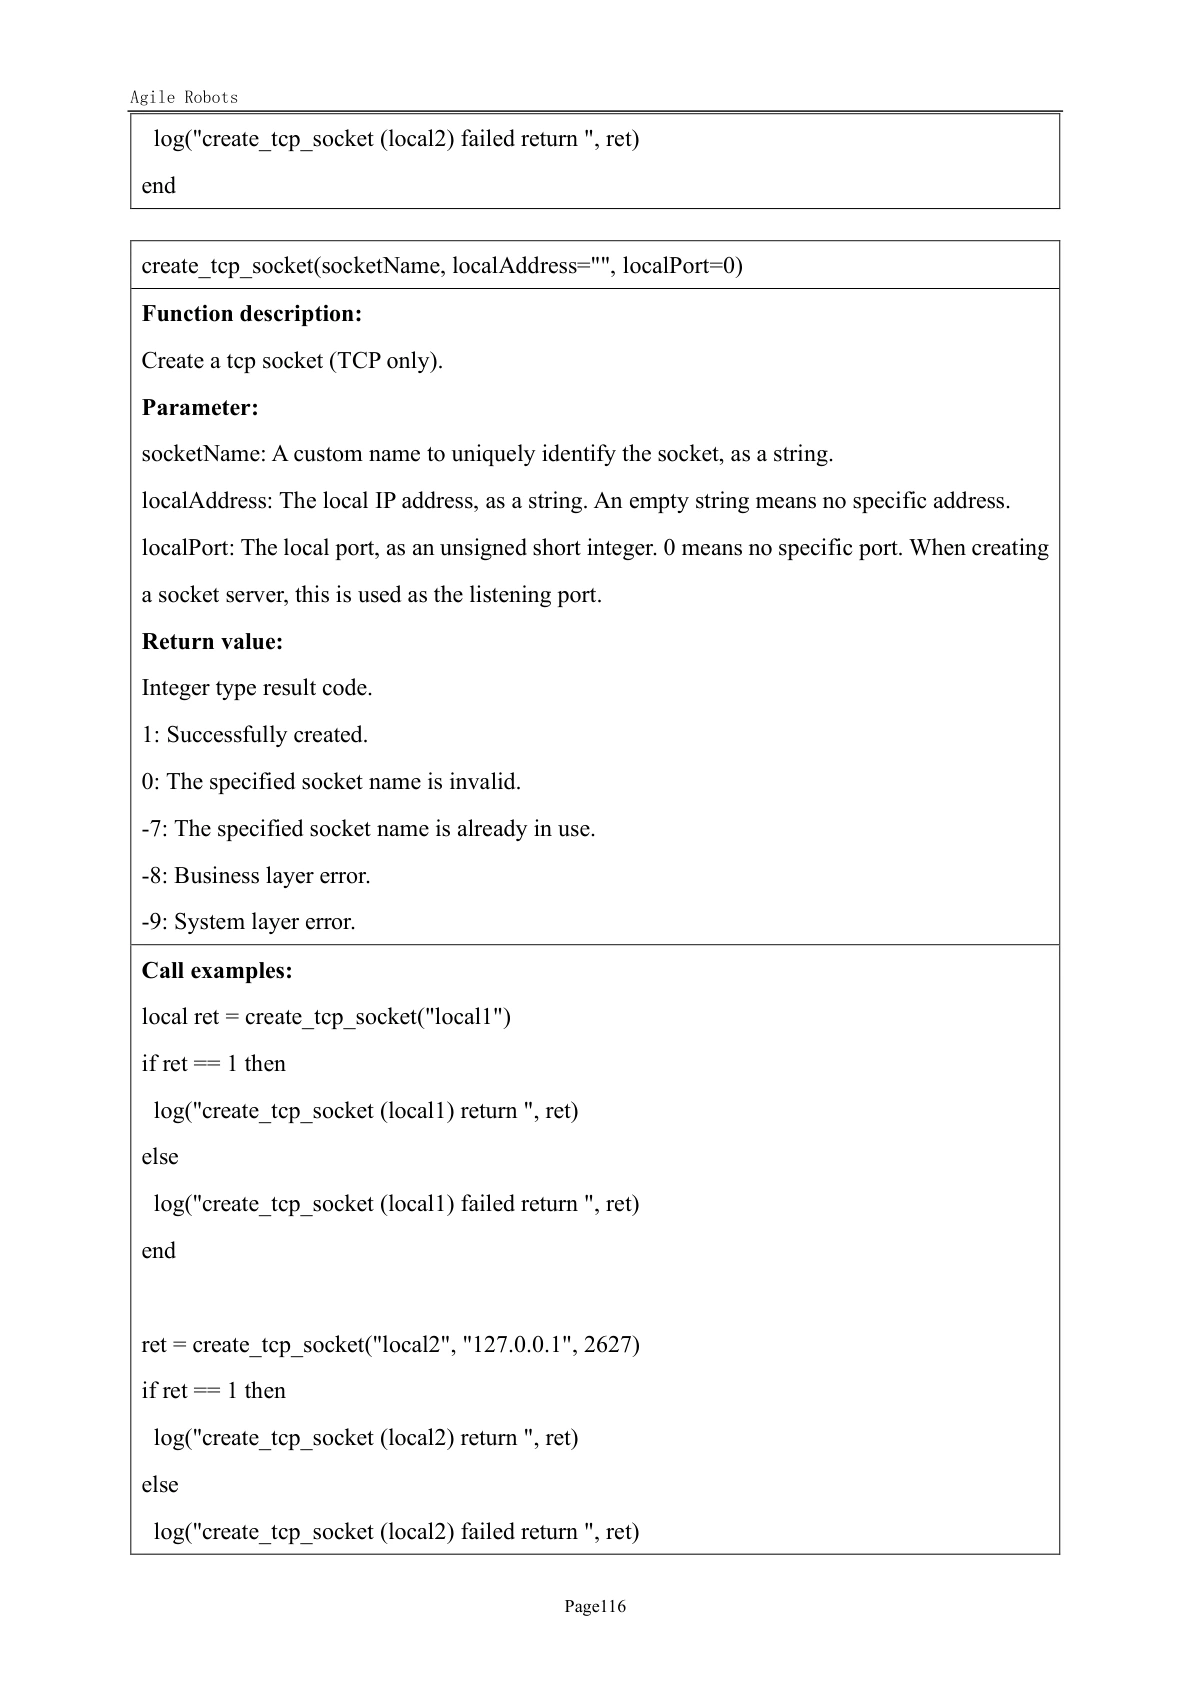 Agile Robots
log("create_tcp_socket (local2) failed return ", ret)
end
create_tcp_socket(socketName, localAddress="", localPort=0)
Function description:
Create a tcp socket (TCP only).
Parameter:
socketName: A custom name to uniquely identify the socket, as a string.
localAddress: The local IP address, as a string. An empty string means no specific address.
localPort: The local port, as an unsigned short integer. 0 means no specific port. When creating
a socket server, this is used as the listening port.
Return value:
Integer type result code.
1: Successfully created.
0: The specified socket name is invalid.
-7: The specified socket name is already in use.
-8: Business layer error.
-9: System layer error.
Call examples:
local ret = create_tcp_socket("local1")
if ret == 1 then
log("create_tcp_socket (local1) return ", ret)
else
log("create_tcp_socket (local1) failed return ", ret)
end
ret = create_tcp_socket("local2", "127.0.0.1", 2627)
if ret == 1 then
log("create_tcp_socket (local2) return ", ret)
else
log("create_tcp_socket (local2) failed return ", ret)
Page116